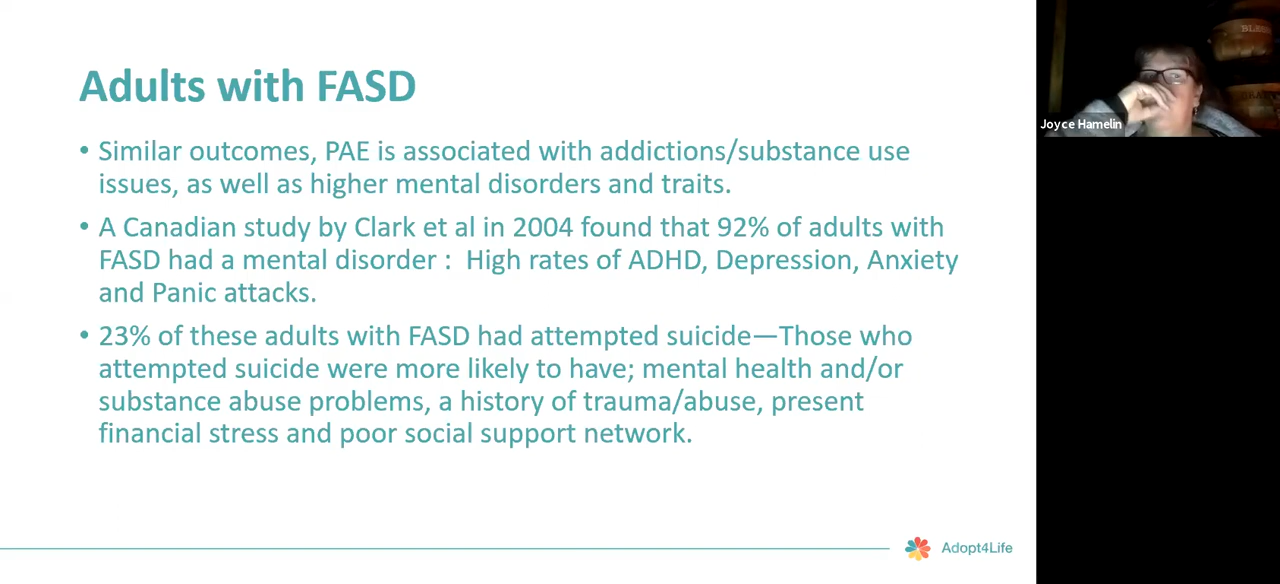 Adults with FASD
• Similar outcomes, PAE is associated with addictions/substance use
issues, as well as higher mental disorders and traits.
• A Canadian study by Clark et al in 2004 found that 92% of adults with
FASD had a mental disorder :  High rates of ADHD, Depression, Anxiety
and Panic attacks.
• 23% of these adults with FASD had attempted suicide—Those who
attempted suicide were more likely to have; mental health and/or
substance abuse problems, a history of trauma/abuse, present
financial stress and poor social support network.
Adopt4Life
Joyce Hamelin